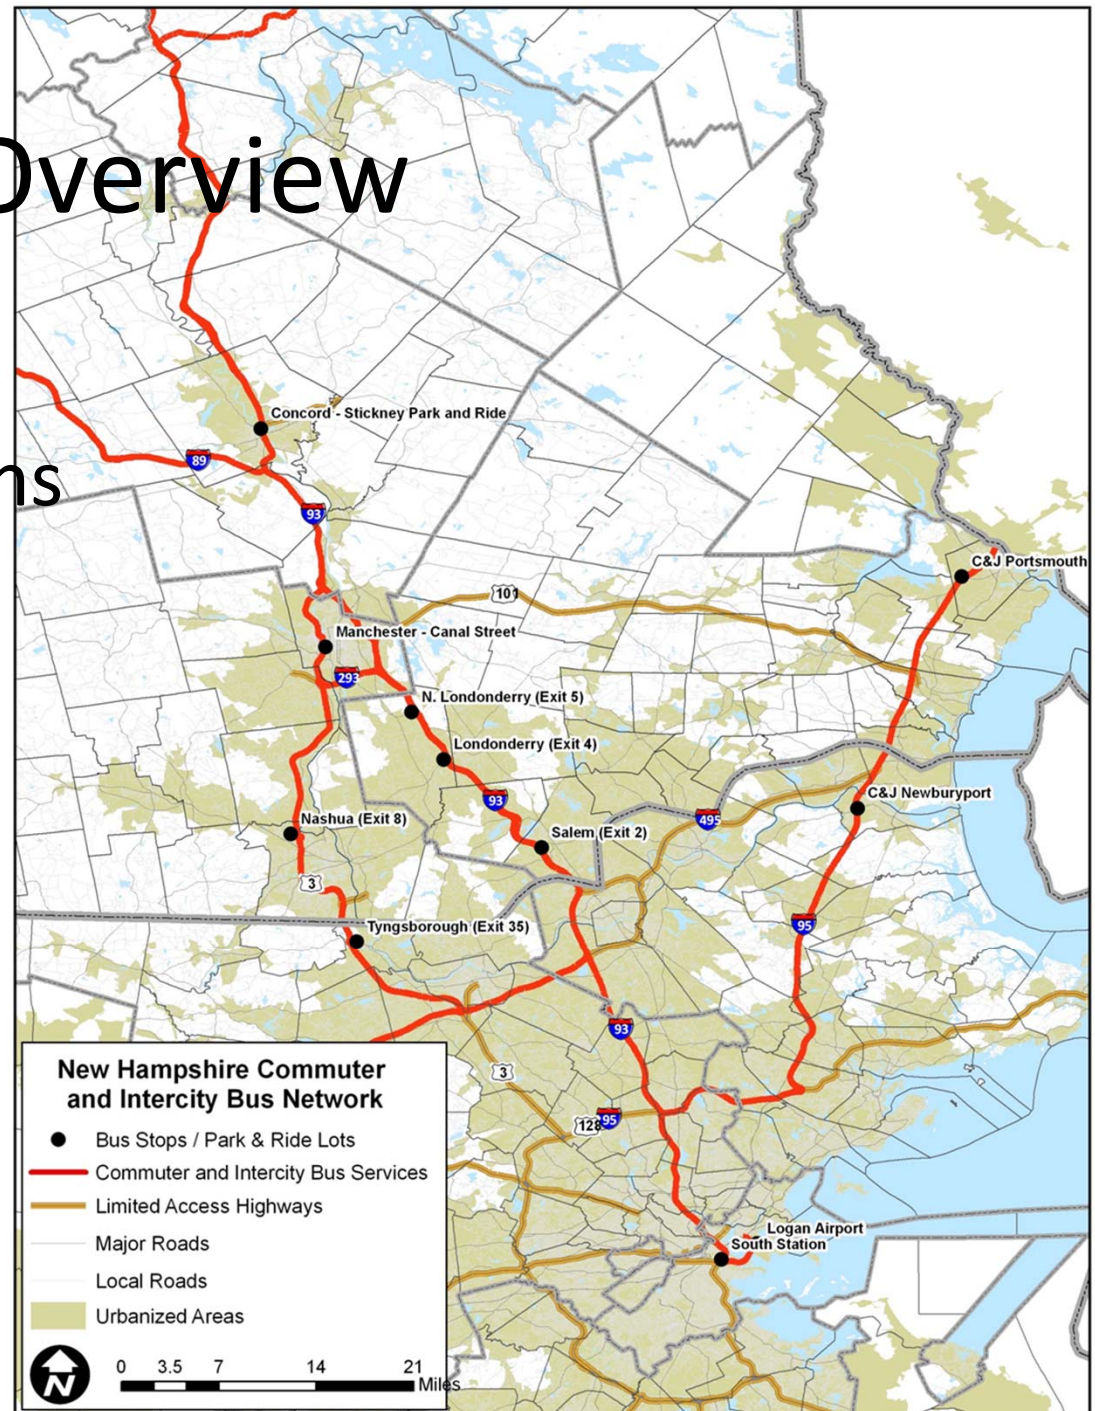 Overview
ns
Concord - Stickney Park and Ride
89
93
C&J Portsmouth
101
Manchester - Canal Street
293
N. Londonderry (Exit 5)
Londonderry (Exit 4)
93
C&J Newburyport
495
Nashua (Exit 8)
Salem (Exit 2)
3
95
Tyngsborough (Exit 35)
93
3
128
95
Logan Airport
South Station
New Hampshire Commuter
and Intercity Bus Network
Bus Stops / Park & Ride Lots
Commuter and Intercity Bus Services
Limited Access Highways
Major Roads
Local Roads
Urbanized Areas
N
0 3.5 7 14 21
Miles